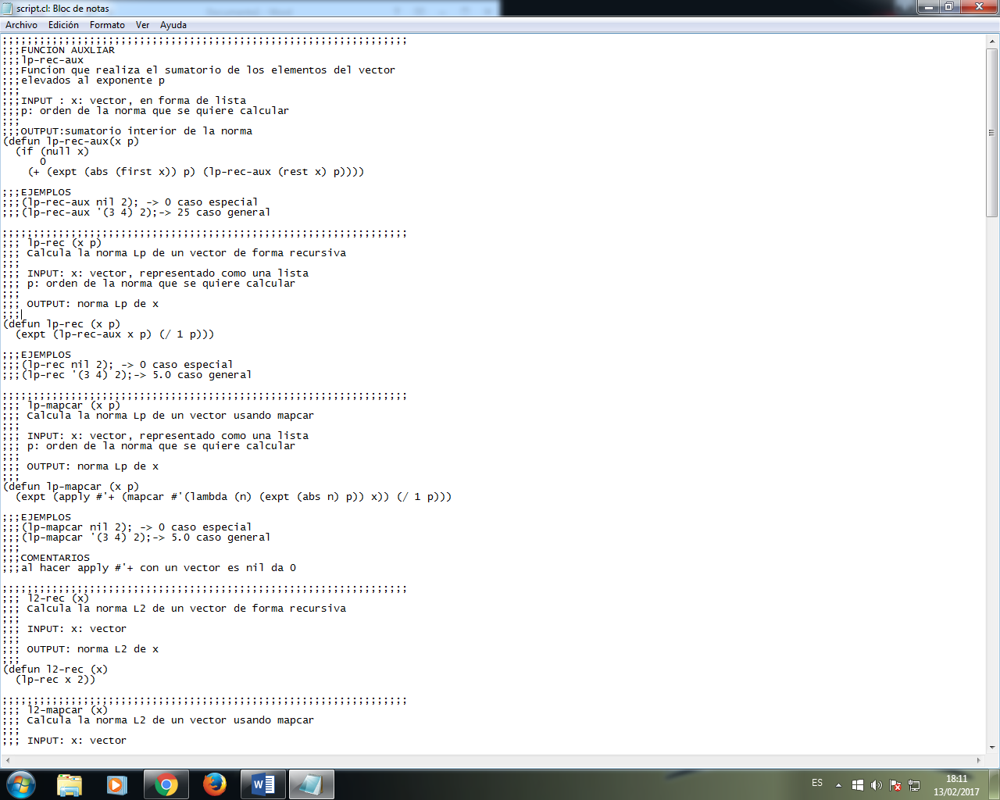 script.cl: Bloc de notas
Archivo Edición Formato Ver Ayuda
;;;;;;;;;;;;;;;;;;;;;;;;;;;;;;;;;;;;;;;;;;;;;;;;;;;;;;;;;;;;;;;;;
;;;FUNCION AUXLIAR
;;;lp-rec-aux
;;;Funcion que realiza el sumatorio de los elementos del vector
;;;elevados al exponente p
;;;
;;;INPUT : x: vector, en forma de lista
;;;p: orden de la norma que se quiere calcular
;;;
;;;OUTPUT:sumatorio interior de la norma
(defun lp-rec-aux(x p)
  (if (null x)
      0
    (+ (expt (abs (first x)) p) (lp-rec-aux (rest x) p))))
;;;EJEMPLOS
;;;(lp-rec-aux nil 2); -> 0 caso especial
;;;(lp-rec-aux '(3 4) 2);-> 25 caso general
;;;;;;;;;;;;;;;;;;;;;;;;;;;;;;;;;;;;;;;;;;;;;;;;;;;;;;;;;;;;;;;;;
;;; lp-rec (x p)
;;; Calcula la norma Lp de un vector de forma recursiva
;;;
;;; INPUT: x: vector, representado como una lista
;;; p: orden de la norma que se quiere calcular
;;;
;;; OUTPUT: norma Lp de x
;;;
(defun lp-rec (x p)
  (expt (lp-rec-aux x p) (/ 1 p)))
;;;EJEMPLOS
;;;(lp-rec nil 2); -> 0 caso especial
;;;(lp-rec '(3 4) 2);-> 5.0 caso general
;;;;;;;;;;;;;;;;;;;;;;;;;;;;;;;;;;;;;;;;;;;;;;;;;;;;;;;;;;;;;;;;;
;;; lp-mapcar (x p)
;;; Calcula la norma Lp de un vector usando mapcar
;;;
;;; INPUT: x: vector, representado como una lista
;;; p: orden de la norma que se quiere calcular
;;;
;;; OUTPUT: norma Lp de x
;;;
(defun lp-mapcar (x p)
  (expt (apply #'+ (mapcar #'(lambda (n) (expt (abs n) p)) x)) (/ 1 p)))
;;;EJEMPLOS
;;;(lp-mapcar nil 2); -> 0 caso especial
;;;(lp-mapcar '(3 4) 2);-> 5.0 caso general
;;;
;;;COMENTARIOS
;;;al hacer apply #'+ con un vector es nil da 0
;;;;;;;;;;;;;;;;;;;;;;;;;;;;;;;;;;;;;;;;;;;;;;;;;;;;;;;;;;;;;;;;;
;;; l2-rec (x)
;;; Calcula la norma L2 de un vector de forma recursiva
;;;
;;; INPUT: x: vector
;;;
;;; OUTPUT: norma L2 de x
;;;
(defun l2-rec (x)
  (lp-rec x 2))
;;;;;;;;;;;;;;;;;;;;;;;;;;;;;;;;;;;;;;;;;;;;;;;;;;;;;;;;;;;;;;;;;
;;; l2-mapcar (x)
;;; Calcula la norma L2 de un vector usando mapcar
;;;
;;; INPUT: x: vector
ES
18:11
13/02/2017